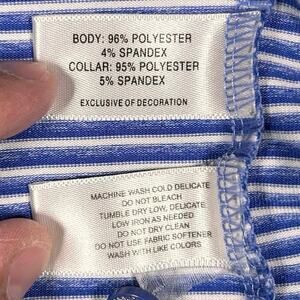 BODY: 96% POLYESTER
4% SPANDEX
COLLAR: 95% POLYESTER
5% SPANDEX
EXCLUSIVE OF DECORATION
MACHINE WASH COLD DELICATE
DO NOT BLEACH
TUMBLE DRY LOW, DELICATE
LOW IRON AS NEEDED
DO NOT DRY CLEAN
DO NOT USE FABRIC SOFTENER
WASH WITH LIKE COLORS